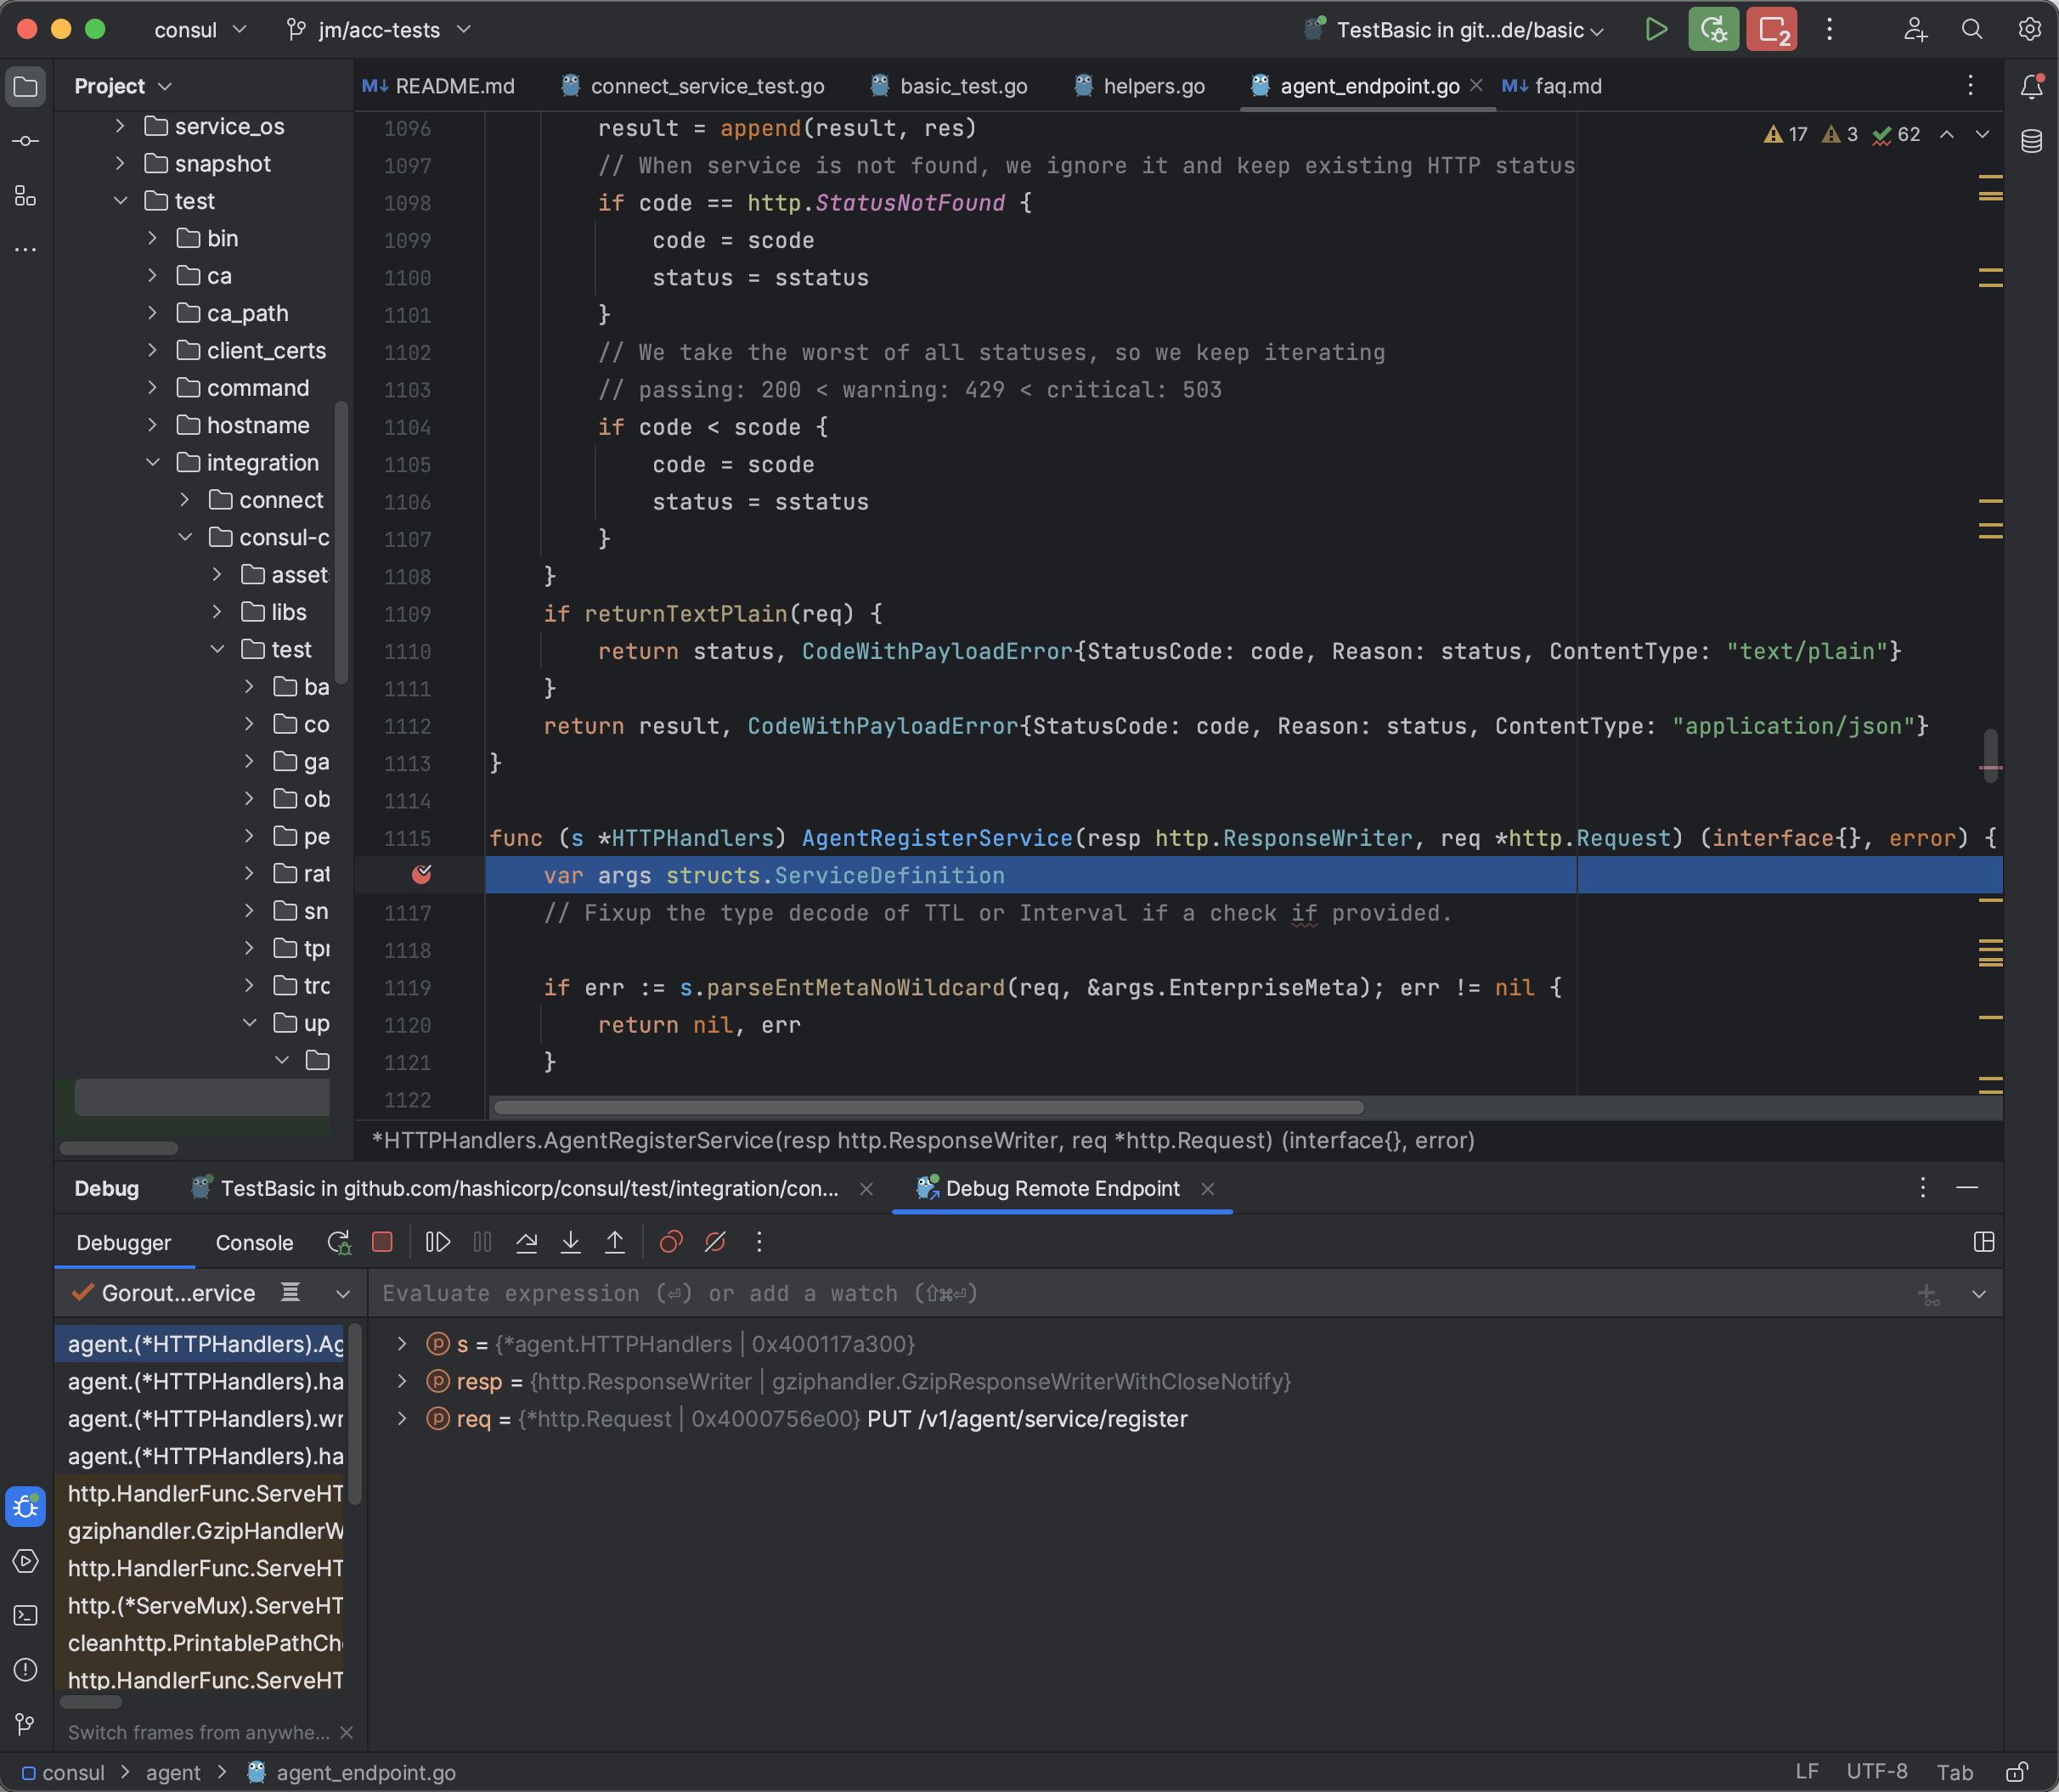 consul
jm/acc-tests
TestBasic in git...de/basic
2
Project
README.md
connect_service_test.go
basic_test.go
helpers.go
agent_endpoint.go
faq.md
service_os
snapshot
test
bin
ca
ca_path
client_certs
command
hostname
integration
connect
consul-c
asset
libs
test
ba
co
ga
ob
pe
rat
sn
tpr
trc
up
17 3 62
1096 result = append(result, res)
1097 // When service is not found, we ignore it and keep existing HTTP status
1098 if code == http.StatusNotFound {
1099 code = scode
1100 status = sstatus
1101 }
1102 // We take the worst of all statuses, so we keep iterating
1103 // passing: 200 < warning: 429 < critical: 503
1104 if code < scode {
1105 code = scode
1106 status = sstatus
1107 }
1108 }
1109 if returnTextPlain(req) {
1110 return status, CodeWithPayloadError{StatusCode: code, Reason: status, ContentType: "text/plain"}
1111 }
1112 return result, CodeWithPayloadError{StatusCode: code, Reason: status, ContentType: "application/json"}
1113 }
1114
1115 func (s *HTTPHandlers) AgentRegisterService(resp http.ResponseWriter, req *http.Request) (interface{}, error) {
var args structs.ServiceDefinition
1117 // Fixup the type decode of TTL or Interval if a check if provided.
1118
1119 if err := s.parseEntMetaNoWildcard(req, &args.EnterpriseMeta); err != nil {
1120 return nil, err
1121 }
1122
*HTTPHandlers.AgentRegisterService(resp http.ResponseWriter, req *http.Request) (interface{}, error)
Debug
TestBasic in github.com/hashicorp/consul/test/integration/con...
Debug Remote Endpoint
Debugger
Console
Gorout...ervice
Evaluate expression (⏎) or add a watch (⇧⌘⏎)
agent.(*HTTPHandlers).Ag
agent.(*HTTPHandlers).ha
agent.(*HTTPHandlers).wr
agent.(*HTTPHandlers).ha
http.HandlerFunc.ServeHT
gziphandler.GzipHandlerW
http.HandlerFunc.ServeHT
http.(*ServeMux).ServeHT
cleanhttp.PrintablePathCh
http.HandlerFunc.ServeHT
Switch frames from anywhe...
s = {*agent.HTTPHandlers | 0x400117a300}
resp = {http.ResponseWriter | gziphandler.GzipResponseWriterWithCloseNotify}
req = {*http.Request | 0x4000756e00} PUT /v1/agent/service/register
consul > agent > agent_endpoint.go
LF UTF-8 Tab